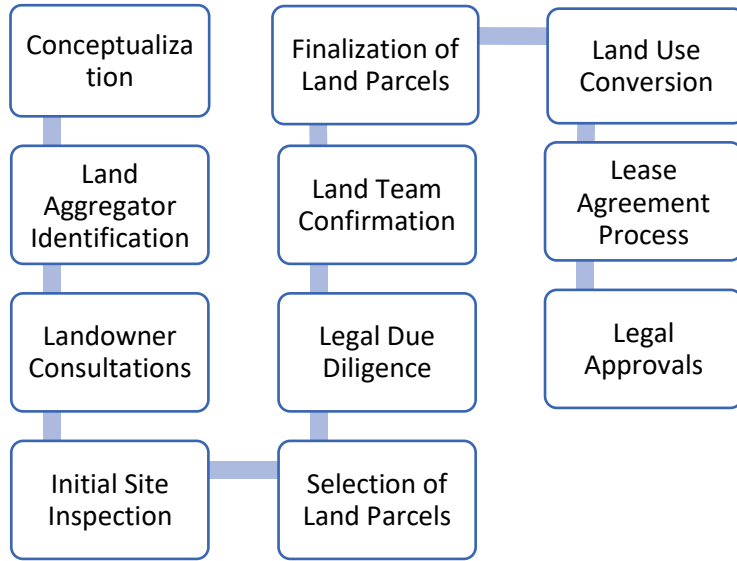 Conceptualiza
tion
Land
Aggregator
Identification
Landowner
Consultations
Initial Site
Inspection
Selection of
Land Parcels
Legal Due
Diligence
Land Team
Confirmation
Finalization of
Land Parcels
Land Use
Conversion
Lease
Agreement
Process
Legal
Approvals